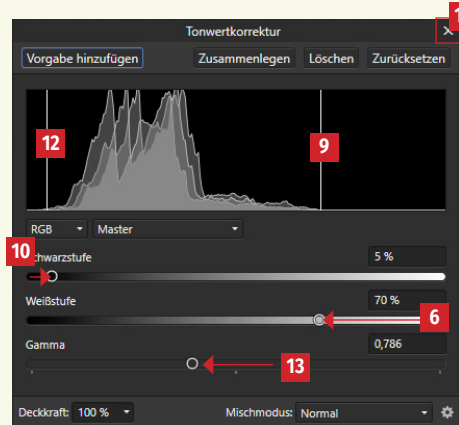 1
Tonwertkorrektur
Vorgabe hinzufügen Zusammenlegen Löschen Zurücksetzen
12
9
RGB Master
10
chwarzstufe 5 %
Weißstufe 70 %
6
Gamma 0,786
13
Deckkraft: 100 % Mischmodus: Normal